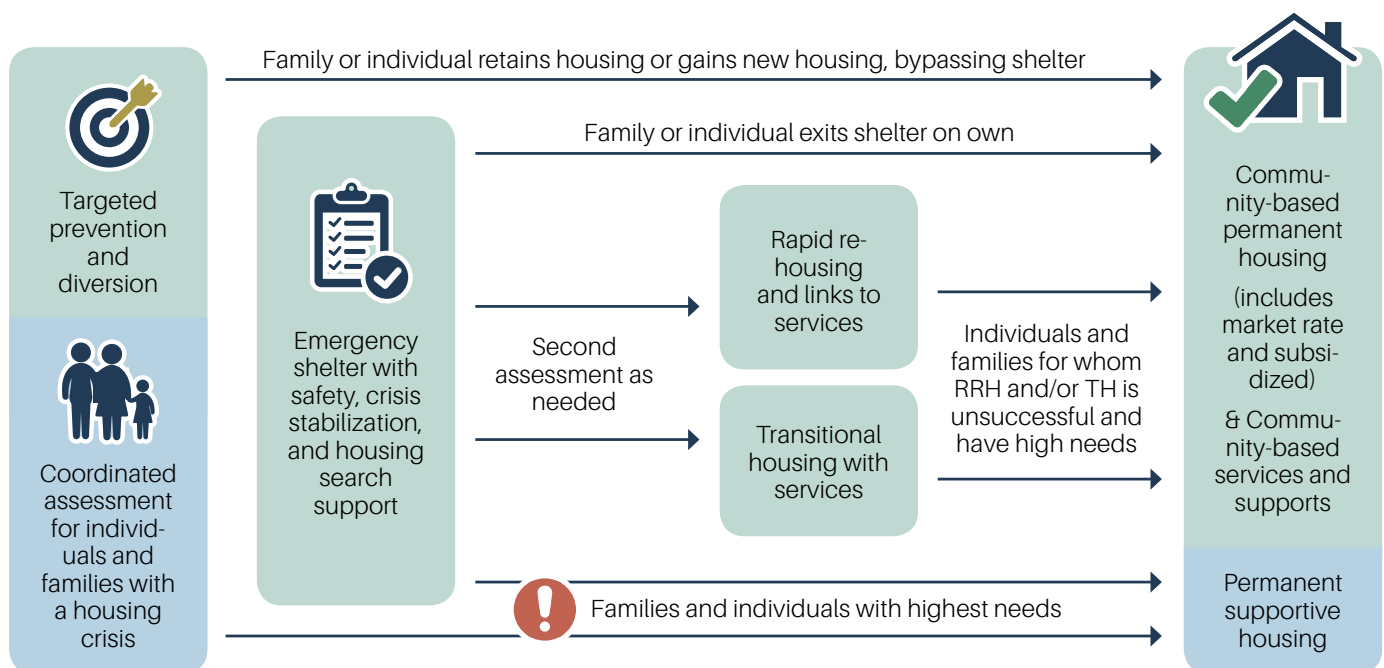 Family or individual retains housing or gains new housing, bypassing shelter
Targeted
prevention
and
diversion
Coordinated
assessment
for individ-
uals and
families with
a housing
crisis
Emergency
shelter with
safety, crisis
stabilization,
and housing
search
support
Family or individual exits shelter on own
Second
assessment as
needed
Rapid re-
housing
and links to
services
Transitional
housing with
services
Individuals and
families for whom
RRH and/or TH is
unsuccessful and
have high needs
Families and individuals with highest needs
Commu-
nity-based
permanent
housing
(includes
market rate
and subsi-
dized)
& Commu-
nity-based
services and
supports
Permanent
supportive
housing